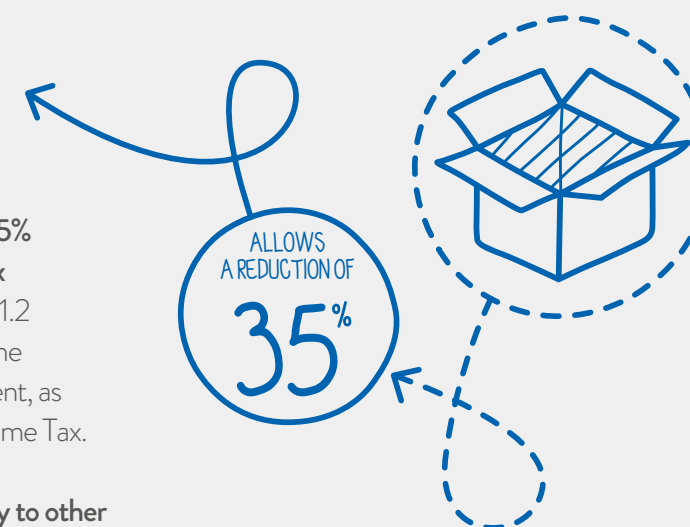 5%
x
1.2
ne
ent, as
me Tax.
y to other
ALLOWS
A REDUCTION OF
35%